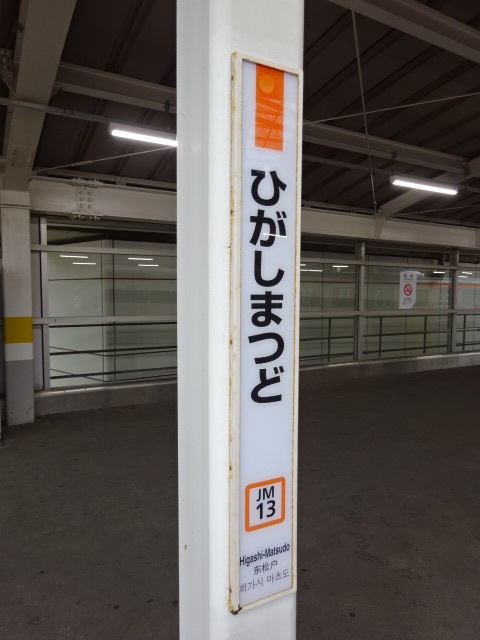 ひがしまつど
JM
13
Higashi-Matsudo
东松户
히가시 마츠도